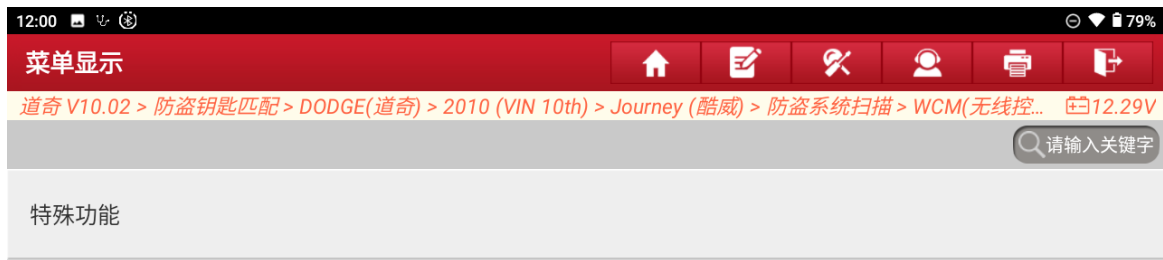 12:00 79%
菜单显示
道奇 V10.02 > 防盗钥匙匹配 > DODGE(道奇) > 2010 (VIN 10th) > Journey (酷威) > 防盗系统扫描 > WCM(无线控... 12.29V
请输入关键字
特殊功能